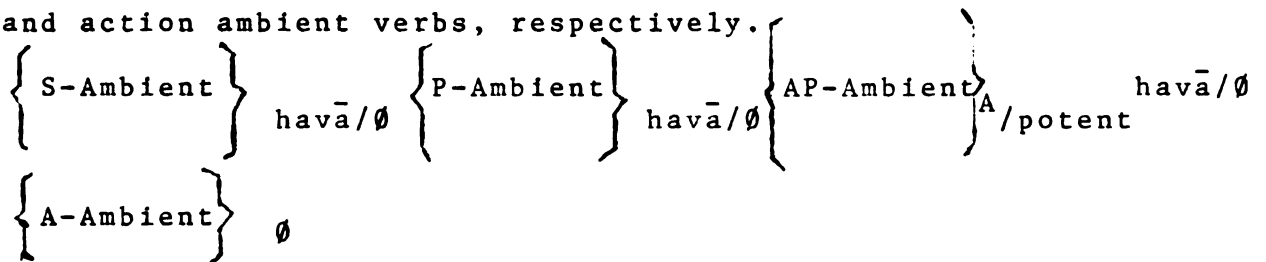 and action ambient verbs, respectively.
{ S-Ambient } havā/∅ { P-Ambient } havā/∅ { AP-Ambient } A/potent havā/∅
{ A-Ambient } ∅